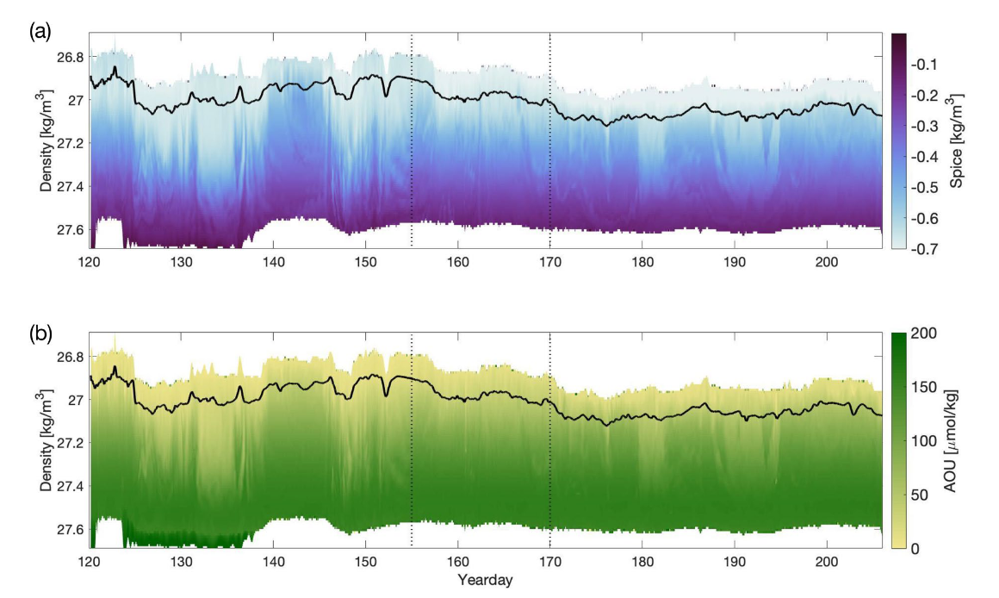 (a)
26.8
27
27.2
27.4
27.6
Density [kg/m³]
120 130 140 150 160 170 180 190 200
-0.1
-0.2
-0.3
-0.4
-0.5
-0.6
-0.7
Spice [kg/m³]
(b)
26.8
27
27.2
27.4
27.6
Density [kg/m³]
120 130 140 150 160 170 180 190 200
Yearday
200
150
100
50
0
AOU [μmol/kg]